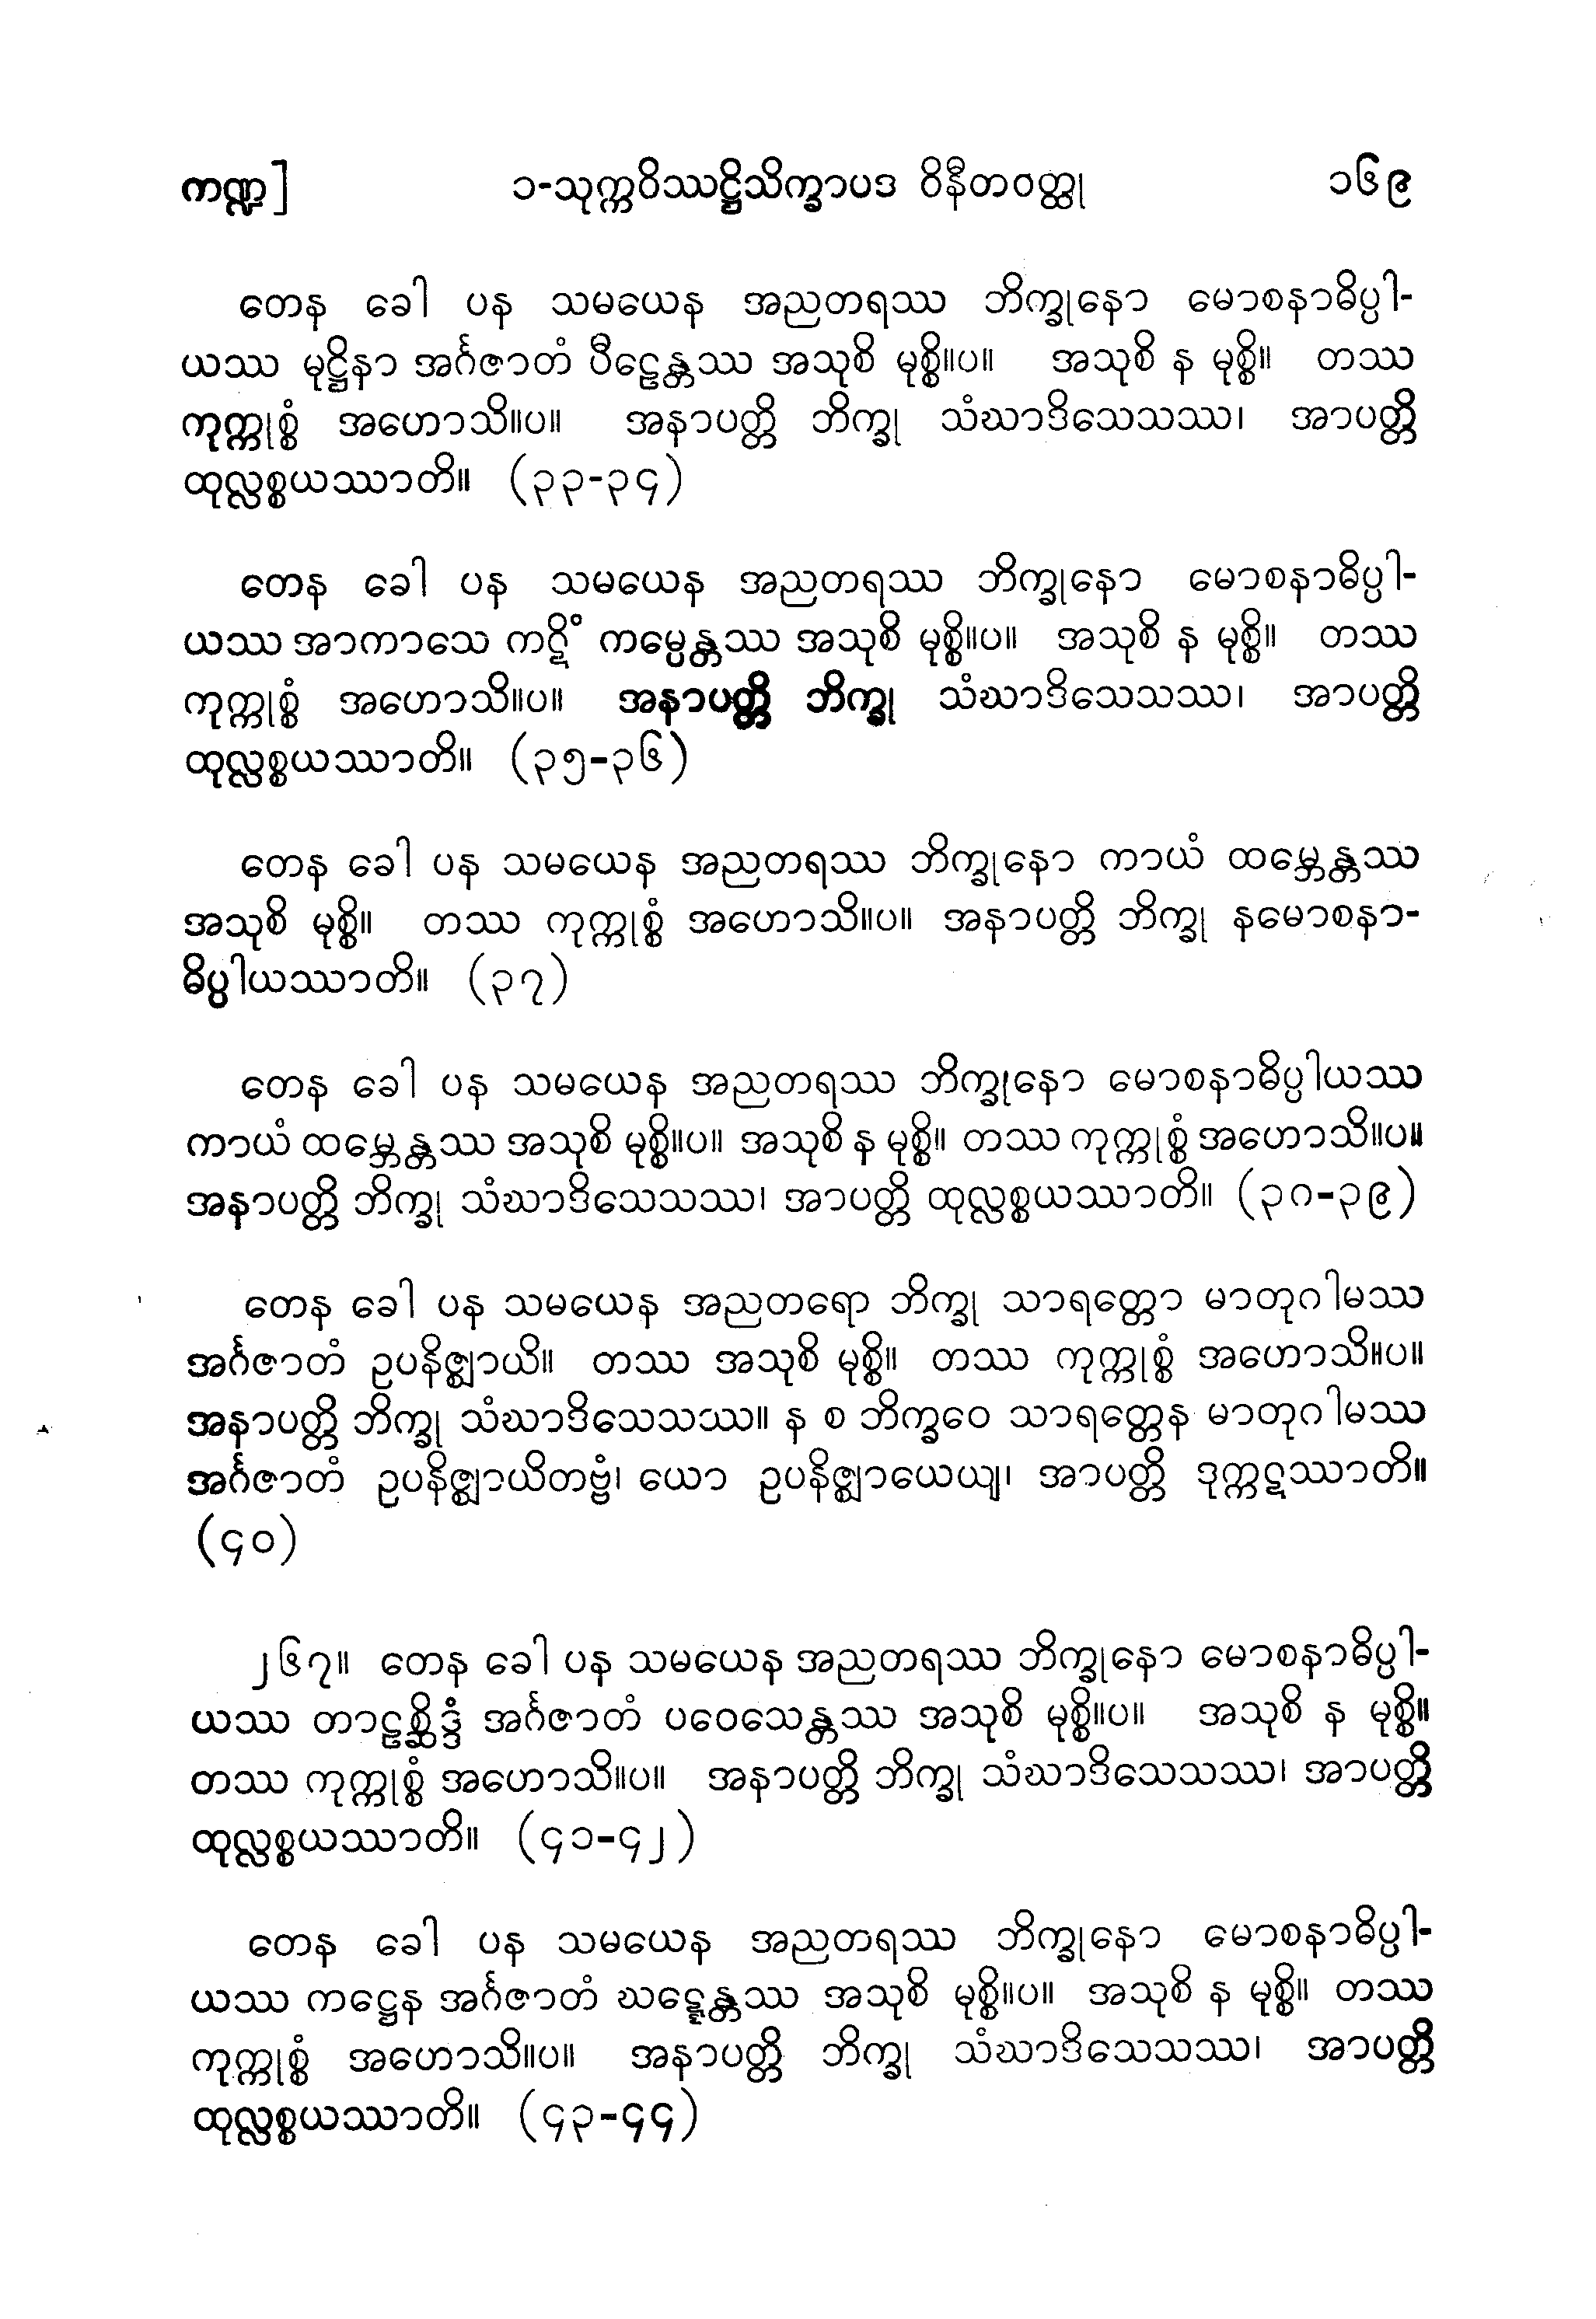 ကဏ္ဍ] ၁-သုက္ကဝိဿဋ္ဌိသိက္ခာပဒ ဝိနီတဝတ္ထု ၁၆၉
တေန ခေါ ပန သမယေန အညတရဿ ဘိက္ခုနော မောစနာဓိပ္ပါ-
ယဿ မုဋ္ဌိနာ အင်္ဂဇာတံ ပီဠေန္တဿ အသုစိ မုစ္စိ။ပ။ အသုစိ န မုစ္စိ။ တဿ
ကုက္ကုစ္စံ အဟောသိ။ပ။ အနာပတ္တိ ဘိက္ခု သံဃာဒိသေသဿ၊ အာပတ္တိ
ထုလ္လစ္စယဿာတိ။ (၃၃-၃၄)
တေန ခေါ ပန သမယေန အညတရဿ ဘိက္ခုနော မောစနာဓိပ္ပါ-
ယဿ အာကာသေ ကဋိံ ကမ္ပေန္တဿ အသုစိ မုစ္စိ။ပ။ အသုစိ န မုစ္စိ။ တဿ
ကုက္ကုစ္စံ အဟောသိ။ပ။ အနာပတ္တိ ဘိက္ခု သံဃာဒိသေသဿ၊ အာပတ္တိ
ထုလ္လစ္စယဿာတိ။ (၃၅-၃၆)
တေန ခေါ ပန သမယေန အညတရဿ ဘိက္ခုနော ကာယံ ထမ္ဘေန္တဿ
အသုစိ မုစ္စိ။ တဿ ကုက္ကုစ္စံ အဟောသိ။ပ။ အနာပတ္တိ ဘိက္ခု နမောစနာ-
ဓိပ္ပါယဿာတိ။ (၃၇)
တေန ခေါ ပန သမယေန အညတရဿ ဘိက္ခုနော မောစနာဓိပ္ပါယဿ
ကာယံ ထမ္ဘေန္တဿ အသုစိ မုစ္စိ။ပ။ အသုစိ န မုစ္စိ။ တဿ ကုက္ကုစ္စံ အဟောသိ။ပ။
အနာပတ္တိ ဘိက္ခု သံဃာဒိသေသဿ၊ အာပတ္တိ ထုလ္လစ္စယဿာတိ။ (၃၈-၃၉)
တေန ခေါ ပန သမယေန အညတရော ဘိက္ခု သာရတ္တော မာတုဂါမဿ
အင်္ဂဇာတံ ဥပနိဇ္ဈာယိ။ တဿ အသုစိ မုစ္စိ။ တဿ ကုက္ကုစ္စံ အဟောသိ။ပ။
အနာပတ္တိ ဘိက္ခု သံဃာဒိသေသဿ။ န စ ဘိက္ခဝေ သာရတ္တေန မာတုဂါမဿ
အင်္ဂဇာတံ ဥပနိဇ္ဈာယိတဗ္ဗံ၊ ယော ဥပနိဇ္ဈာယေယျ၊ အာပတ္တိ ဒုက္ကဋဿာတိ။
(၄၀)
၂၆၇။ တေန ခေါ ပန သမယေန အညတရဿ ဘိက္ခုနော မောစနာဓိပ္ပါ-
ယဿ တာဠစ္ဆိဒ္ဒံ အင်္ဂဇာတံ ပဝေသေန္တဿ အသုစိ မုစ္စိ။ပ။ အသုစိ န မုစ္စိ။
တဿ ကုက္ကုစ္စံ အဟောသိ။ပ။ အနာပတ္တိ ဘိက္ခု သံဃာဒိသေသဿ၊ အာပတ္တိ
ထုလ္လစ္စယဿာတိ။ (၄၁-၄၂)
တေန ခေါ ပန သမယေန အညတရဿ ဘိက္ခုနော မောစနာဓိပ္ပါ-
ယဿ ကဋ္ဌေန အင်္ဂဇာတံ ဃဋ္ဋေန္တဿ အသုစိ မုစ္စိ။ပ။ အသုစိ န မုစ္စိ။ တဿ
ကုက္ကုစ္စံ အဟောသိ။ပ။ အနာပတ္တိ ဘိက္ခု သံဃာဒိသေသဿ၊ အာပတ္တိ
ထုလ္လစ္စယဿာတိ။ (၄၃-၄၄)